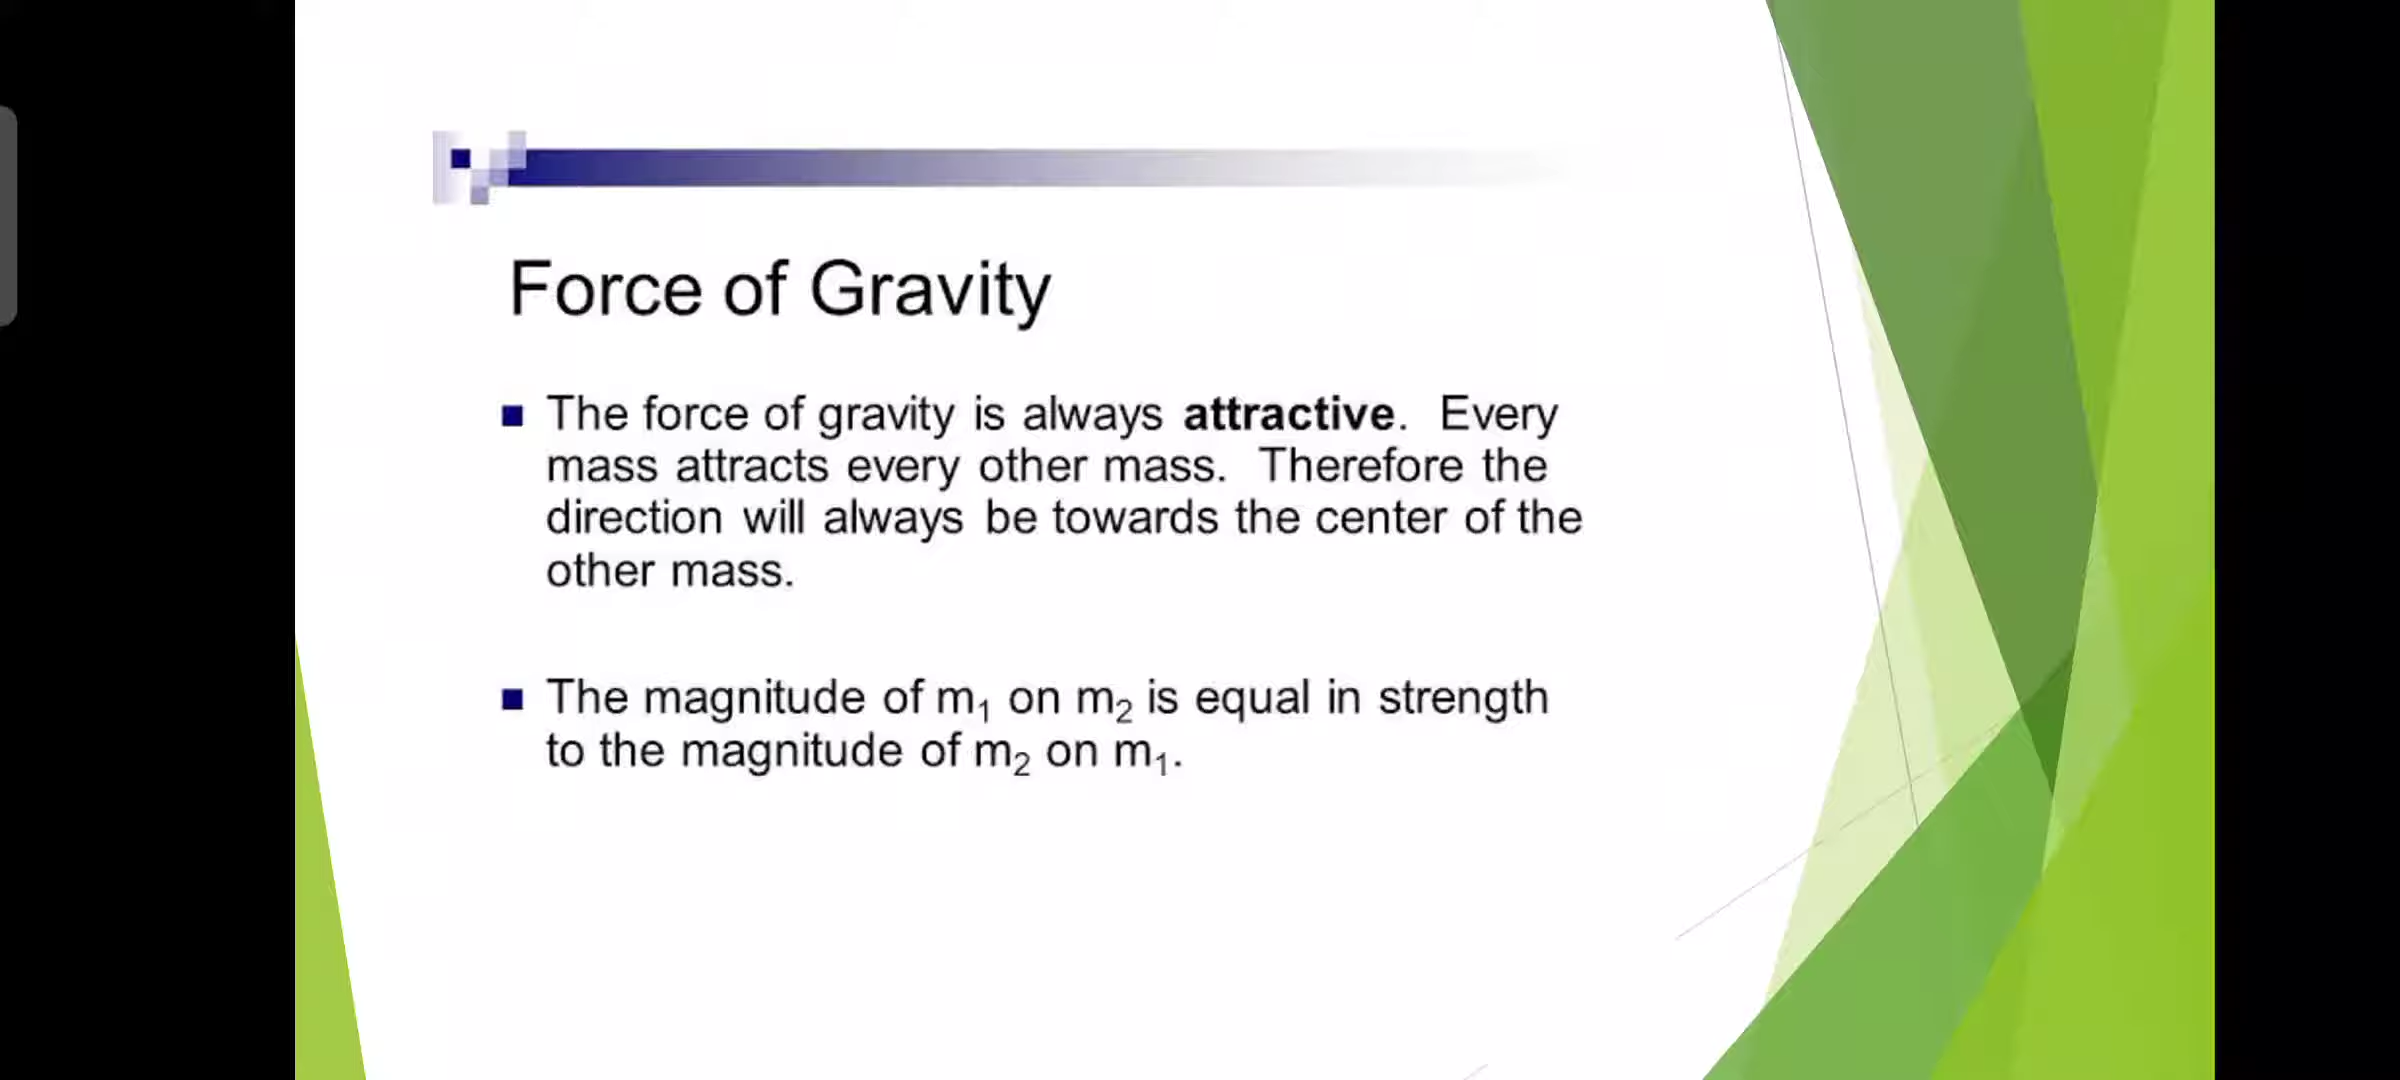 Force of Gravity
The force of gravity is always attractive. Every
mass attracts every other mass. Therefore the
direction will always be towards the center of the
other mass.
The magnitude of m₁ on m₂ is equal in strength
to the magnitude of m₂ on m₁.